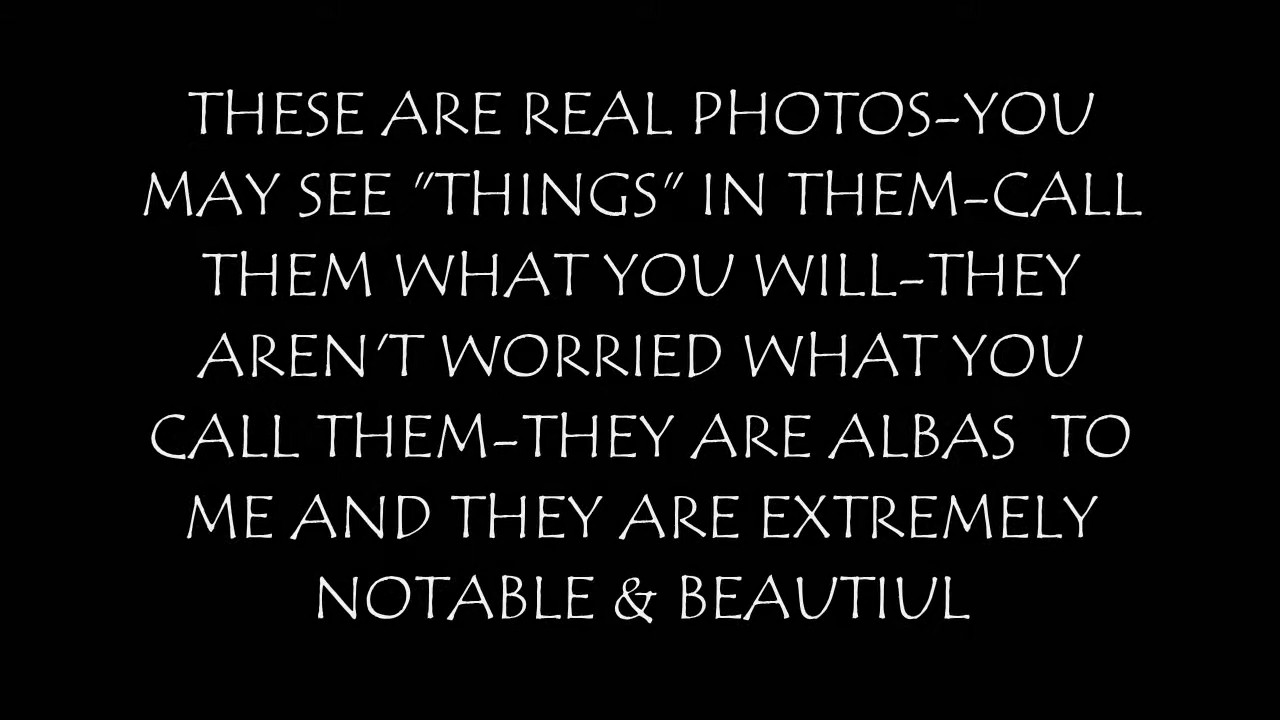 THESE ARE REAL PHOTOS-YOU
MAY SEE "THINGS" IN THEM-CALL
THEM WHAT YOU WILL-THEY
AREN'T WORRIED WHAT YOU
CALL THEM-THEY ARE ALBAS  TO
ME AND THEY ARE EXTREMELY
NOTABLE & BEAUTIUL